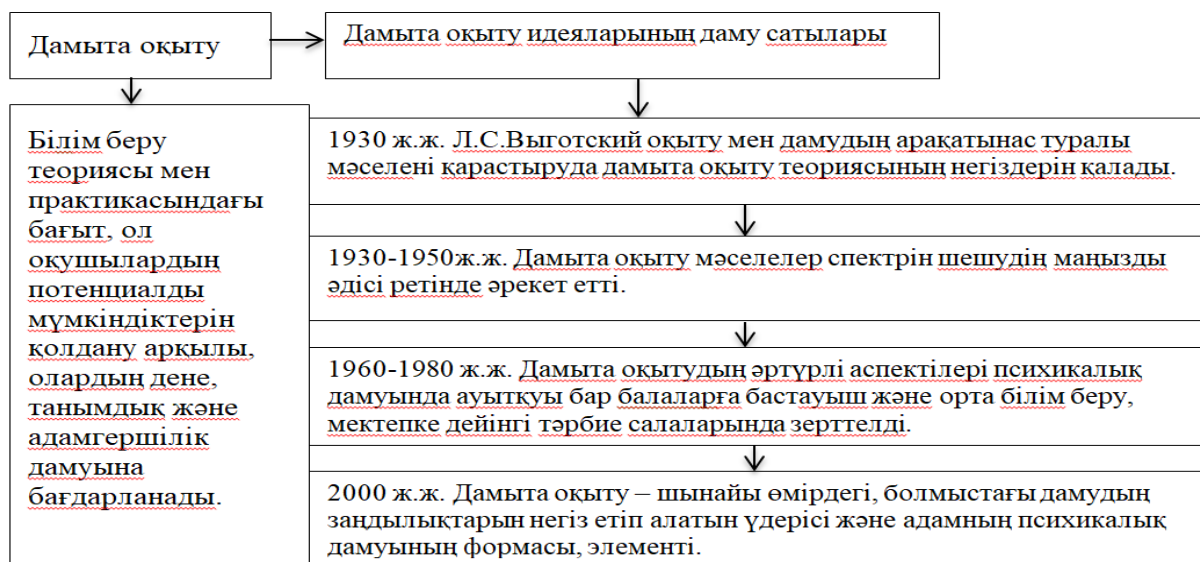 Дамыта оқыту
Дамыта оқыту идеяларының даму сатылары
Білім беру
теориясы мен
практикасындағы
бағыт, ол
оқушылардың
потенциалды
мүмкіндіктерін
қолдану арқылы,
олардың дене,
танымдық және
адамгершілік
дамуына
бағдарланады.
1930 ж.ж. Л.С.Выготский оқыту мен дамудың арақатынас туралы
мәселені қарастыруда дамыта оқыту теориясының негіздерін қалады.
1930-1950ж.ж. Дамыта оқыту мәселелер спектрін шешудің маңызды
әдісі ретінде әрекет етті.
1960-1980 ж.ж. Дамыта оқытудың әртүрлі аспектілері психикалық
дамуында ауытқуы бар балаларға бастауыш және орта білім беру,
мектепке дейінгі тәрбие салаларында зерттелді.
2000 ж.ж. Дамыта оқыту – шынайы өмірдегі, болмыстағы дамудың
заңдылықтарын негіз етіп алатын үдерісі және адамның психикалық
дамуының формасы, элементі.